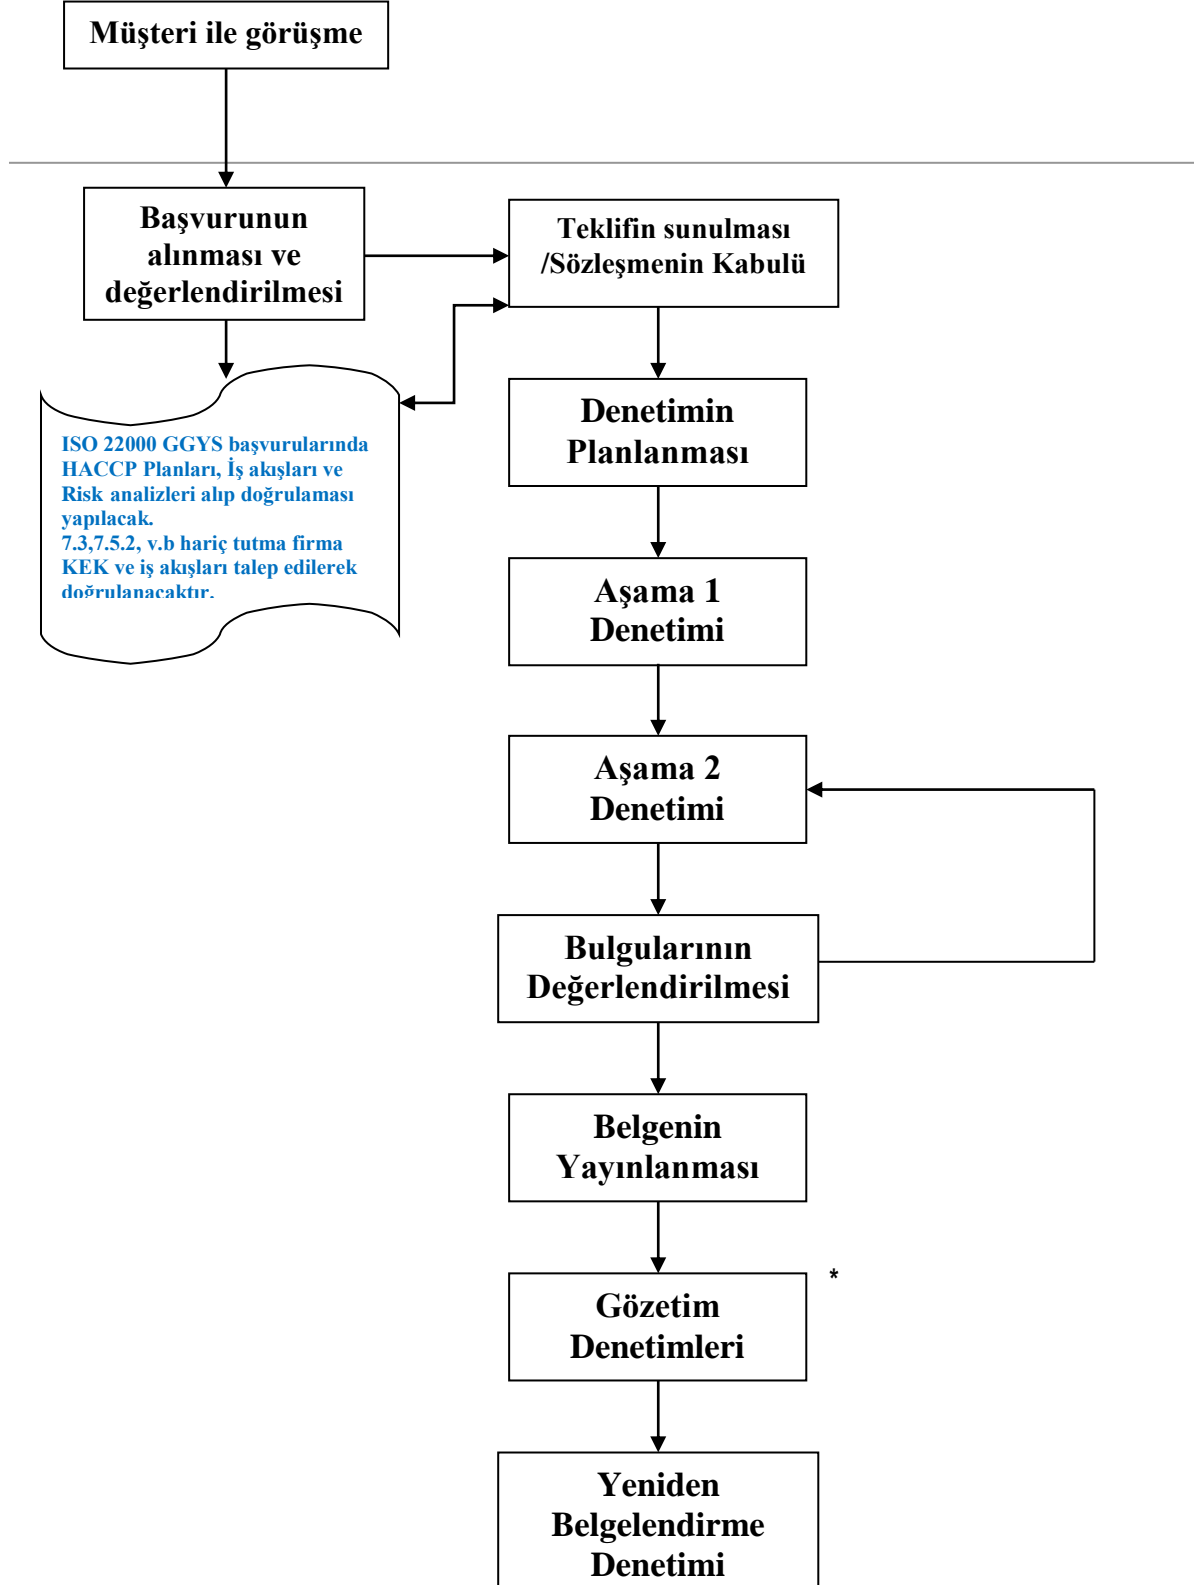 Müşteri ile görüşme
Başvurunun
alınması ve
değerlendirilmesi
Teklifin sunulması
/Sözleşmenin Kabulü
ISO 22000 GGYS başvurularında
HACCP Planları, İş akışları ve
Risk analizleri alıp doğrulaması
yapılacak.
7.3,7.5.2, v.b hariç tutma firma
KEK ve iş akışları talep edilerek
doğrulanacaktır.
Denetimin
Planlanması
Aşama 1
Denetimi
Aşama 2
Denetimi
Bulgularının
Değerlendirilmesi
Belgenin
Yayınlanması
Gözetim
Denetimleri
*
Yeniden
Belgelendirme
Denetimi